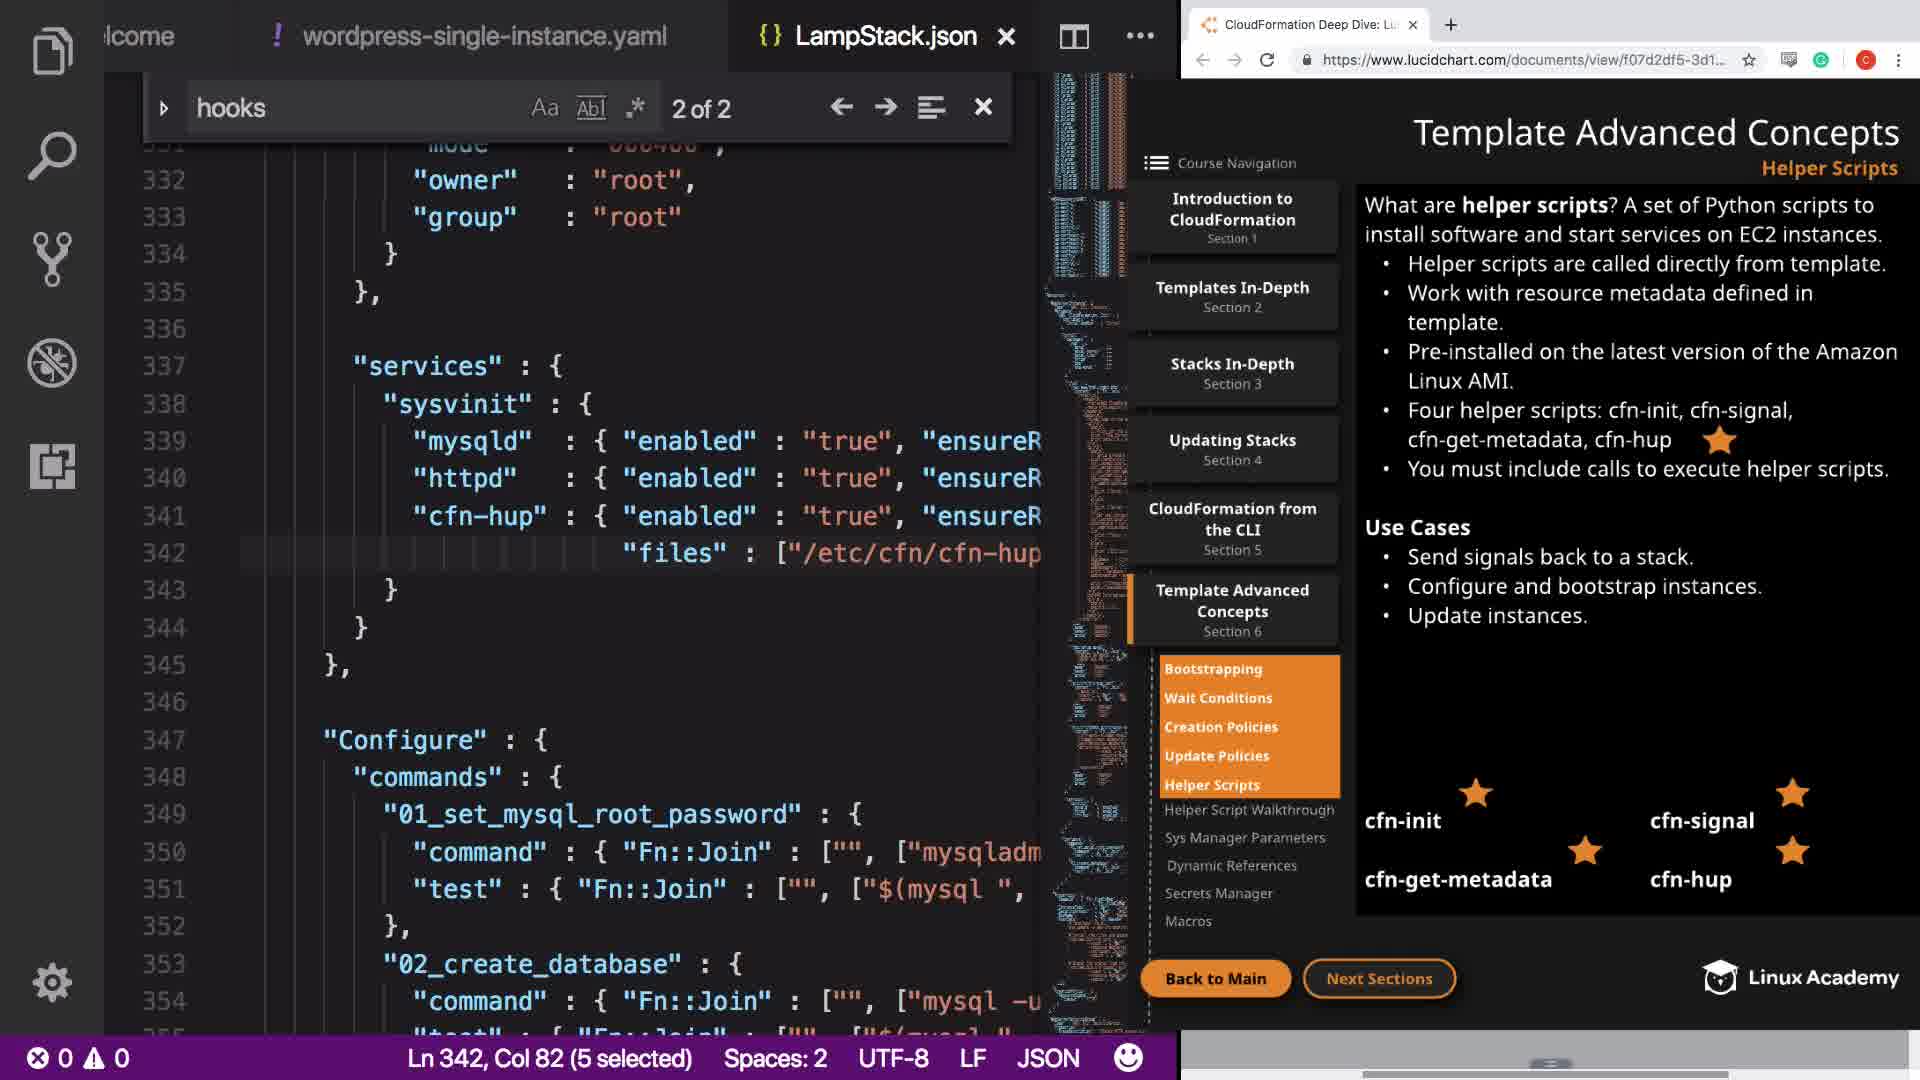 lcome
! wordpress-single-instance.yaml
{} LampStack.json
hooks
Aa Abl .* 2 of 2
331 "mode" : "000400",
332 "owner" : "root",
333 "group" : "root"
334 }
335 },
336
337 "services" : {
338 "sysvinit" : {
339 "mysqld" : { "enabled" : "true", "ensureR
340 "httpd" : { "enabled" : "true", "ensureR
341 "cfn-hup" : { "enabled" : "true", "ensureR
342 "files" : ["/etc/cfn/cfn-hup
343 }
344 }
345 },
346
347 "Configure" : {
348 "commands" : {
349 "01_set_mysql_root_password" : {
350 "command" : { "Fn::Join" : ["", ["mysqladm
351 "test" : { "Fn::Join" : ["", ["$(mysql ",
352 },
353 "02_create_database" : {
354 "command" : { "Fn::Join" : ["", ["mysql -u
355 "test" : { "Fn::Join" : ["", ["$(mysql "
0 0
Ln 342, Col 82 (5 selected) Spaces: 2 UTF-8 LF JSON
CloudFormation Deep Dive: Lu
https://www.lucidchart.com/documents/view/f07d2df5-3d1...
C
Template Advanced Concepts
Helper Scripts
Course Navigation
Introduction to
CloudFormation
Section 1
Templates In-Depth
Section 2
Stacks In-Depth
Section 3
Updating Stacks
Section 4
CloudFormation from
the CLI
Section 5
Template Advanced
Concepts
Section 6
Bootstrapping
Wait Conditions
Creation Policies
Update Policies
Helper Scripts
Helper Script Walkthrough
Sys Manager Parameters
Dynamic References
Secrets Manager
Macros
Back to Main
Next Sections
What are helper scripts? A set of Python scripts to
install software and start services on EC2 instances.
• Helper scripts are called directly from template.
• Work with resource metadata defined in
template.
• Pre-installed on the latest version of the Amazon
Linux AMI.
• Four helper scripts: cfn-init, cfn-signal,
cfn-get-metadata, cfn-hup
• You must include calls to execute helper scripts.
Use Cases
• Send signals back to a stack.
• Configure and bootstrap instances.
• Update instances.
cfn-init
cfn-signal
cfn-get-metadata
cfn-hup
Linux Academy